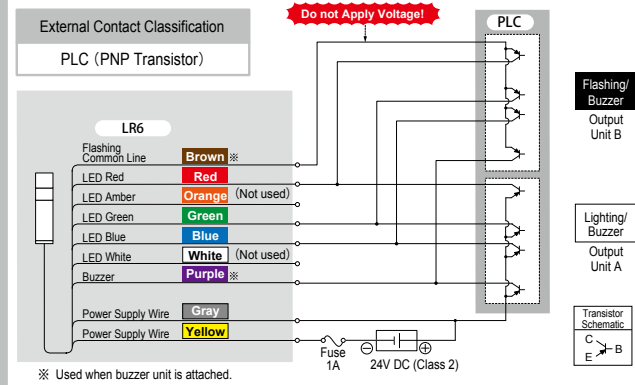 External Contact Classification
PLC (PNP Transistor)
Do not Apply Voltage!
PLC
LR6
Flashing
Common Line Brown ※
LED Red Red
LED Amber Orange (Not used)
LED Green Green
LED Blue Blue
LED White White (Not used)
Buzzer Purple ※
Power Supply Wire Gray
Power Supply Wire Yellow
Fuse
1A
⊖ ⊕
24V DC (Class 2)
※ Used when buzzer unit is attached.
Flashing/
Buzzer
Output
Unit B
Lighting/
Buzzer
Output
Unit A
Transistor
Schematic
C
B
E